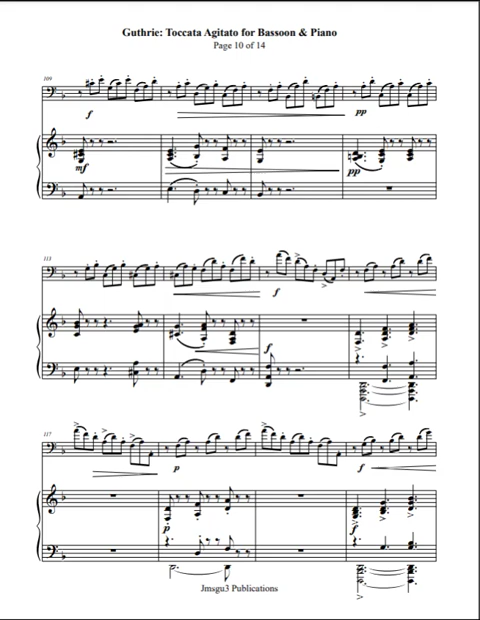 Guthrie: Toccata Agitato for Bassoon & Piano
Page 10 of 14
109
f
pp
mf
pp
113
f
f
117
p
f
p
f
Jmsgu3 Publications